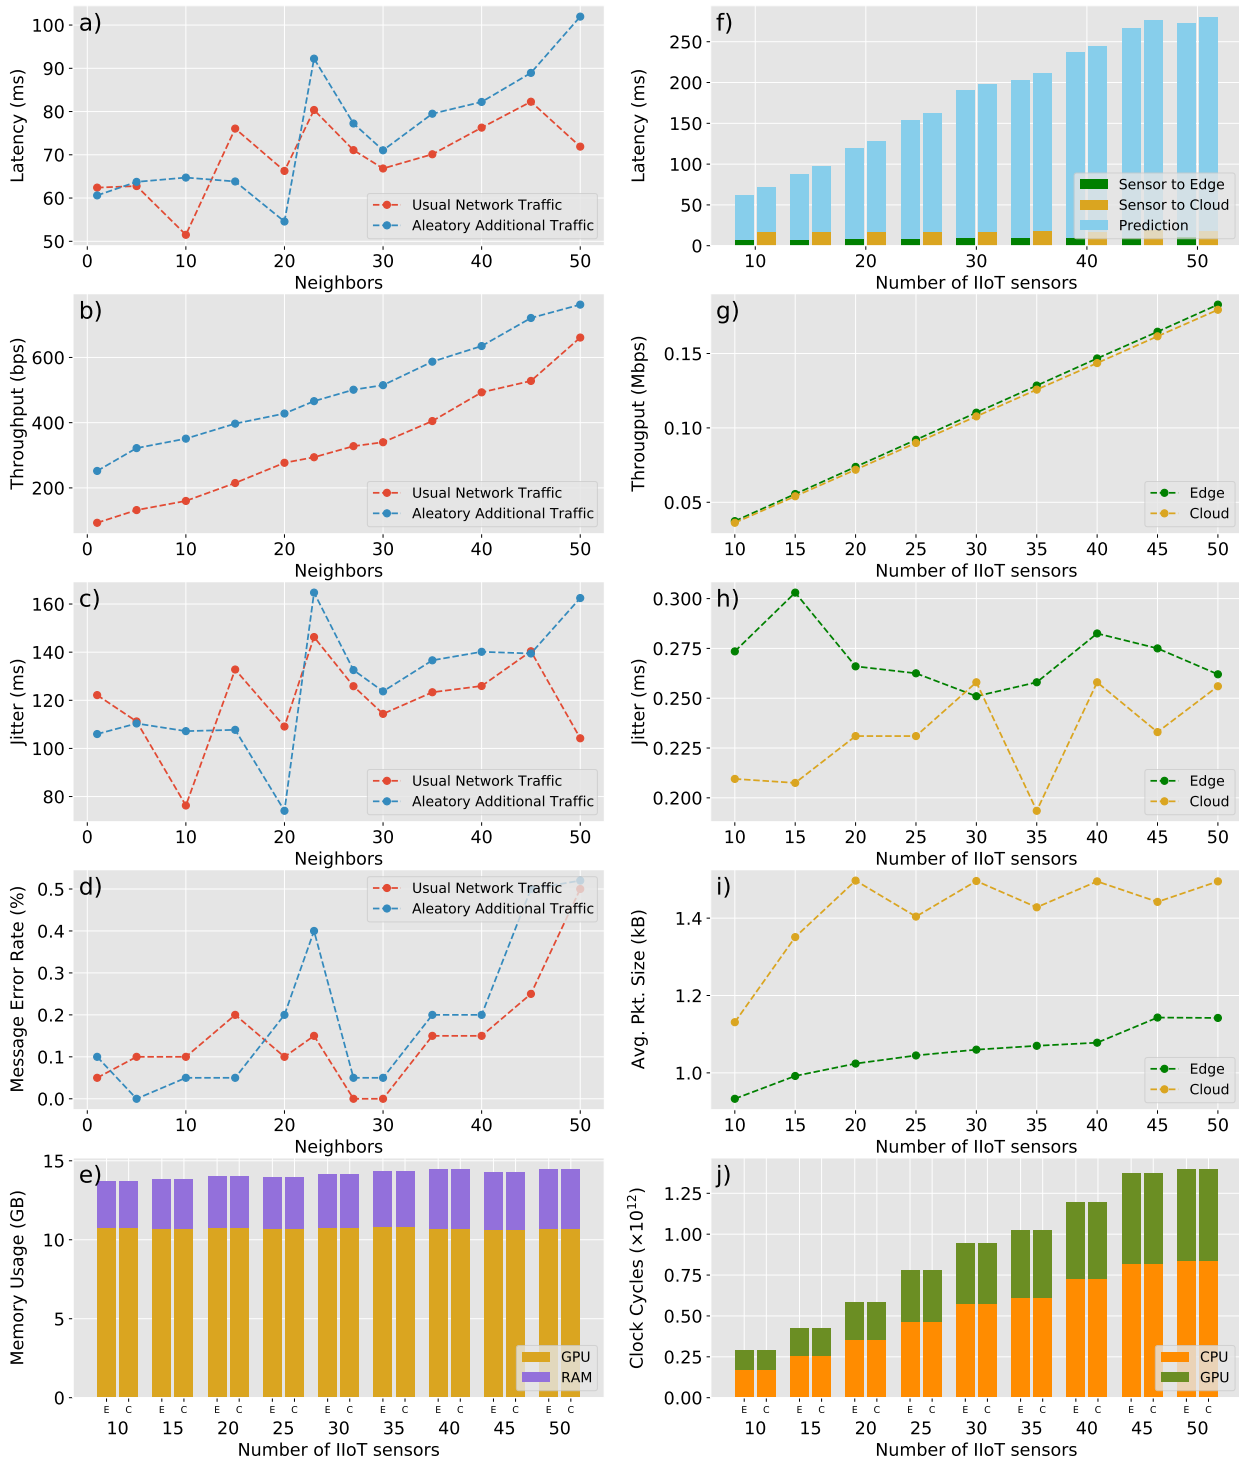 a)
Latency (ms)
100
90
80
70
60
50
0 10 20 30 40 50
Neighbors
Usual Network Traffic
Aleatory Additional Traffic
f)
Latency (ms)
250
200
150
100
50
0
10 20 30 40 50
Number of IIoT sensors
Sensor to Edge
Sensor to Cloud
Prediction
b)
Throughput (bps)
600
400
200
0 10 20 30 40 50
Neighbors
Usual Network Traffic
Aleatory Additional Traffic
g)
Througput (Mbps)
0.15
0.10
0.05
10 15 20 25 30 35 40 45 50
Number of IIoT sensors
Edge
Cloud
c)
Jitter (ms)
160
140
120
100
80
0 10 20 30 40 50
Neighbors
Usual Network Traffic
Aleatory Additional Traffic
h)
Jitter (ms)
0.300
0.275
0.250
0.225
0.200
10 15 20 25 30 35 40 45 50
Number of IIoT sensors
Edge
Cloud
d)
Message Error Rate (%)
0.5
0.4
0.3
0.2
0.1
0.0
0 10 20 30 40 50
Neighbors
Usual Network Traffic
Aleatory Additional Traffic
i)
Avg. Pkt. Size (kB)
1.4
1.2
1.0
10 15 20 25 30 35 40 45 50
Number of IIoT sensors
Edge
Cloud
e)
Memory Usage (GB)
15
10
5
0
E C E C E C E C E C E C E C E C E C
10 15 20 25 30 35 40 45 50
Number of IIoT sensors
GPU
RAM
j)
Clock Cycles (×10¹²)
1.25
1.00
0.75
0.50
0.25
0.00
E C E C E C E C E C E C E C E C E C
10 15 20 25 30 35 40 45 50
Number of IIoT sensors
CPU
GPU